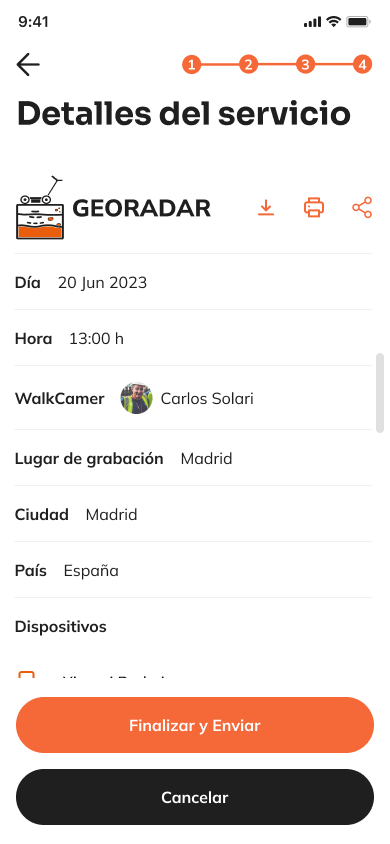 9:41
1 2 3 4
Detalles del servicio
GEORADAR
Día 20 Jun 2023
Hora 13:00 h
WalkCamer Carlos Solari
Lugar de grabación Madrid
Ciudad Madrid
País España
Dispositivos
Finalizar y Enviar
Cancelar